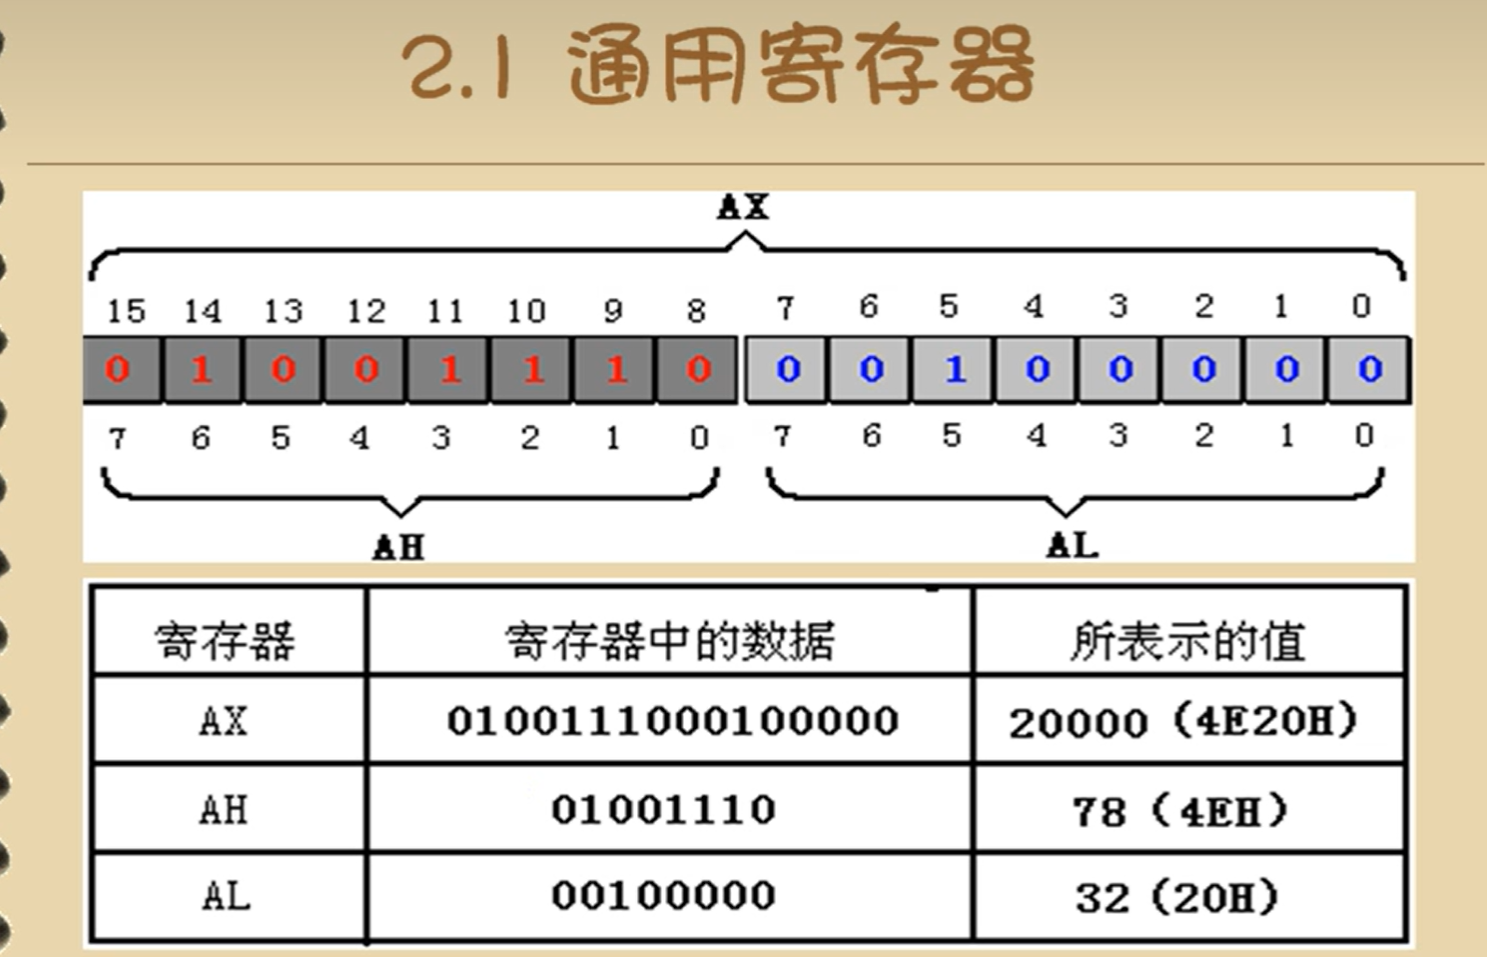 2.1 通用寄存器
AX
15 14 13 12 11 10 9 8 7 6 5 4 3 2 1 0
0 1 0 0 1 1 1 0 0 0 1 0 0 0 0 0
7 6 5 4 3 2 1 0 7 6 5 4 3 2 1 0
AH AL
寄存器 寄存器中的数据 所表示的值
AX 0100111000100000 20000（4E20H）
AH 01001110 78（4EH）
AL 00100000 32（20H）